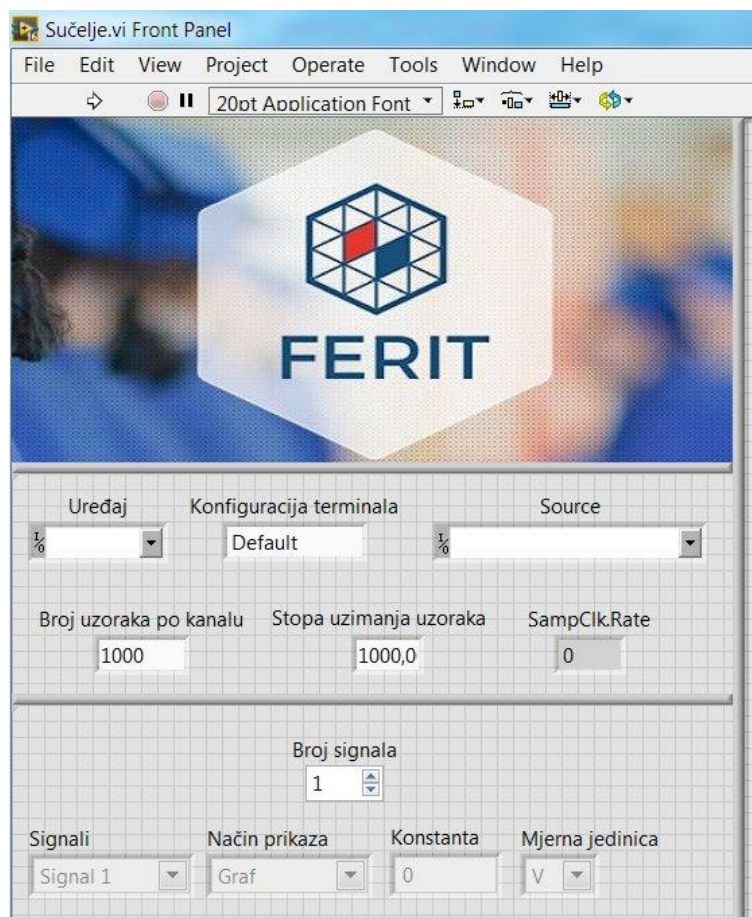 Sučelje.vi Front Panel
File Edit View Project Operate Tools Window Help
20pt Application Font
FERIT
Uređaj Konfiguracija terminala Source
Default
Broj uzoraka po kanalu Stopa uzimanja uzoraka SampClk.Rate
1000 1000,0 0
Broj signala
1
Signali Način prikaza Konstanta Mjerna jedinica
Signal 1 Graf 0 V